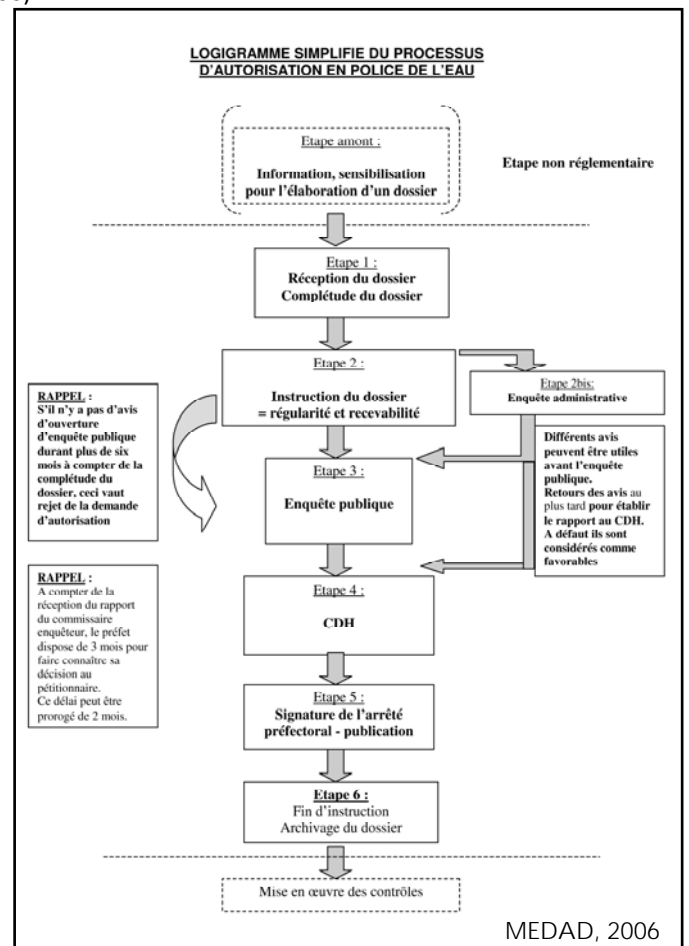 LOGIGRAMME SIMPLIFIE DU PROCESSUS
D'AUTORISATION EN POLICE DE L'EAU
Etape amont :
Information, sensibilisation
pour l'élaboration d'un dossier
Etape non réglementaire
Etape 1 :
Réception du dossier
Complétude du dossier
Etape 2 :
Instruction du dossier
= régularité et recevabilité
Etape 2bis:
Enquête administrative
RAPPEL :
S'il n'y a pas d'avis
d'ouverture
d'enquête publique
durant plus de six
mois à compter de la
complétude du
dossier, ceci vaut
rejet de la demande
d'autorisation
Différents avis
peuvent être utiles
avant l'enquête
publique.
Retours des avis au
plus tard pour établir
le rapport au CDH.
A défaut ils sont
considérés comme
favorables
Etape 3 :
Enquête publique
RAPPEL :
A compter de la
réception du rapport
du commissaire
enquêteur, le préfet
dispose de 3 mois pour
faire connaître sa
décision au
pétitionnaire.
Ce délai peut être
prorogé de 2 mois.
Etape 4 :
CDH
Etape 5 :
Signature de l'arrêté
préfectoral - publication
Etape 6 :
Fin d'instruction
Archivage du dossier
Mise en œuvre des contrôles
MEDAD, 2006